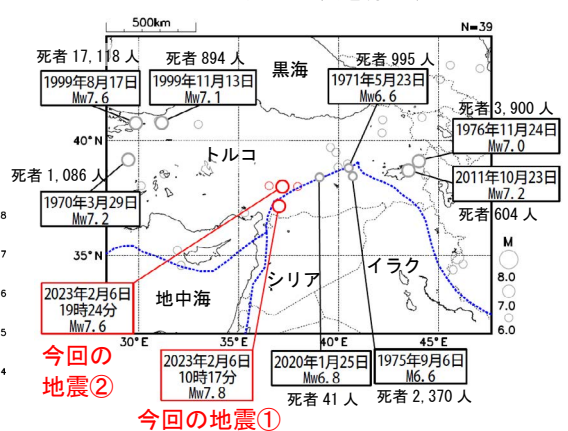 500km
N=39
死者 17,118 人
死者 894 人
黒海
死者 995 人
1999年8月17日
Mw7.6
1999年11月13日
Mw7.1
1971年5月23日
Mw6.6
死者 3,900 人
1976年11月24日
Mw7.0
40°N
トルコ
死者 1,086 人
1970年3月29日
Mw7.2
2011年10月23日
Mw7.2
死者 604 人
8
M
7
35°N
シリア
イラク
8.0
地中海
2023年2月6日
19時24分
Mw7.6
6
7.0
6.0
5
30°E
35°E
40°E
45°E
今回の
地震②
2023年2月6日
10時17分
Mw7.8
2020年1月25日
Mw6.8
1975年9月6日
M6.6
4
死者 41 人
死者 2,370 人
今回の地震①